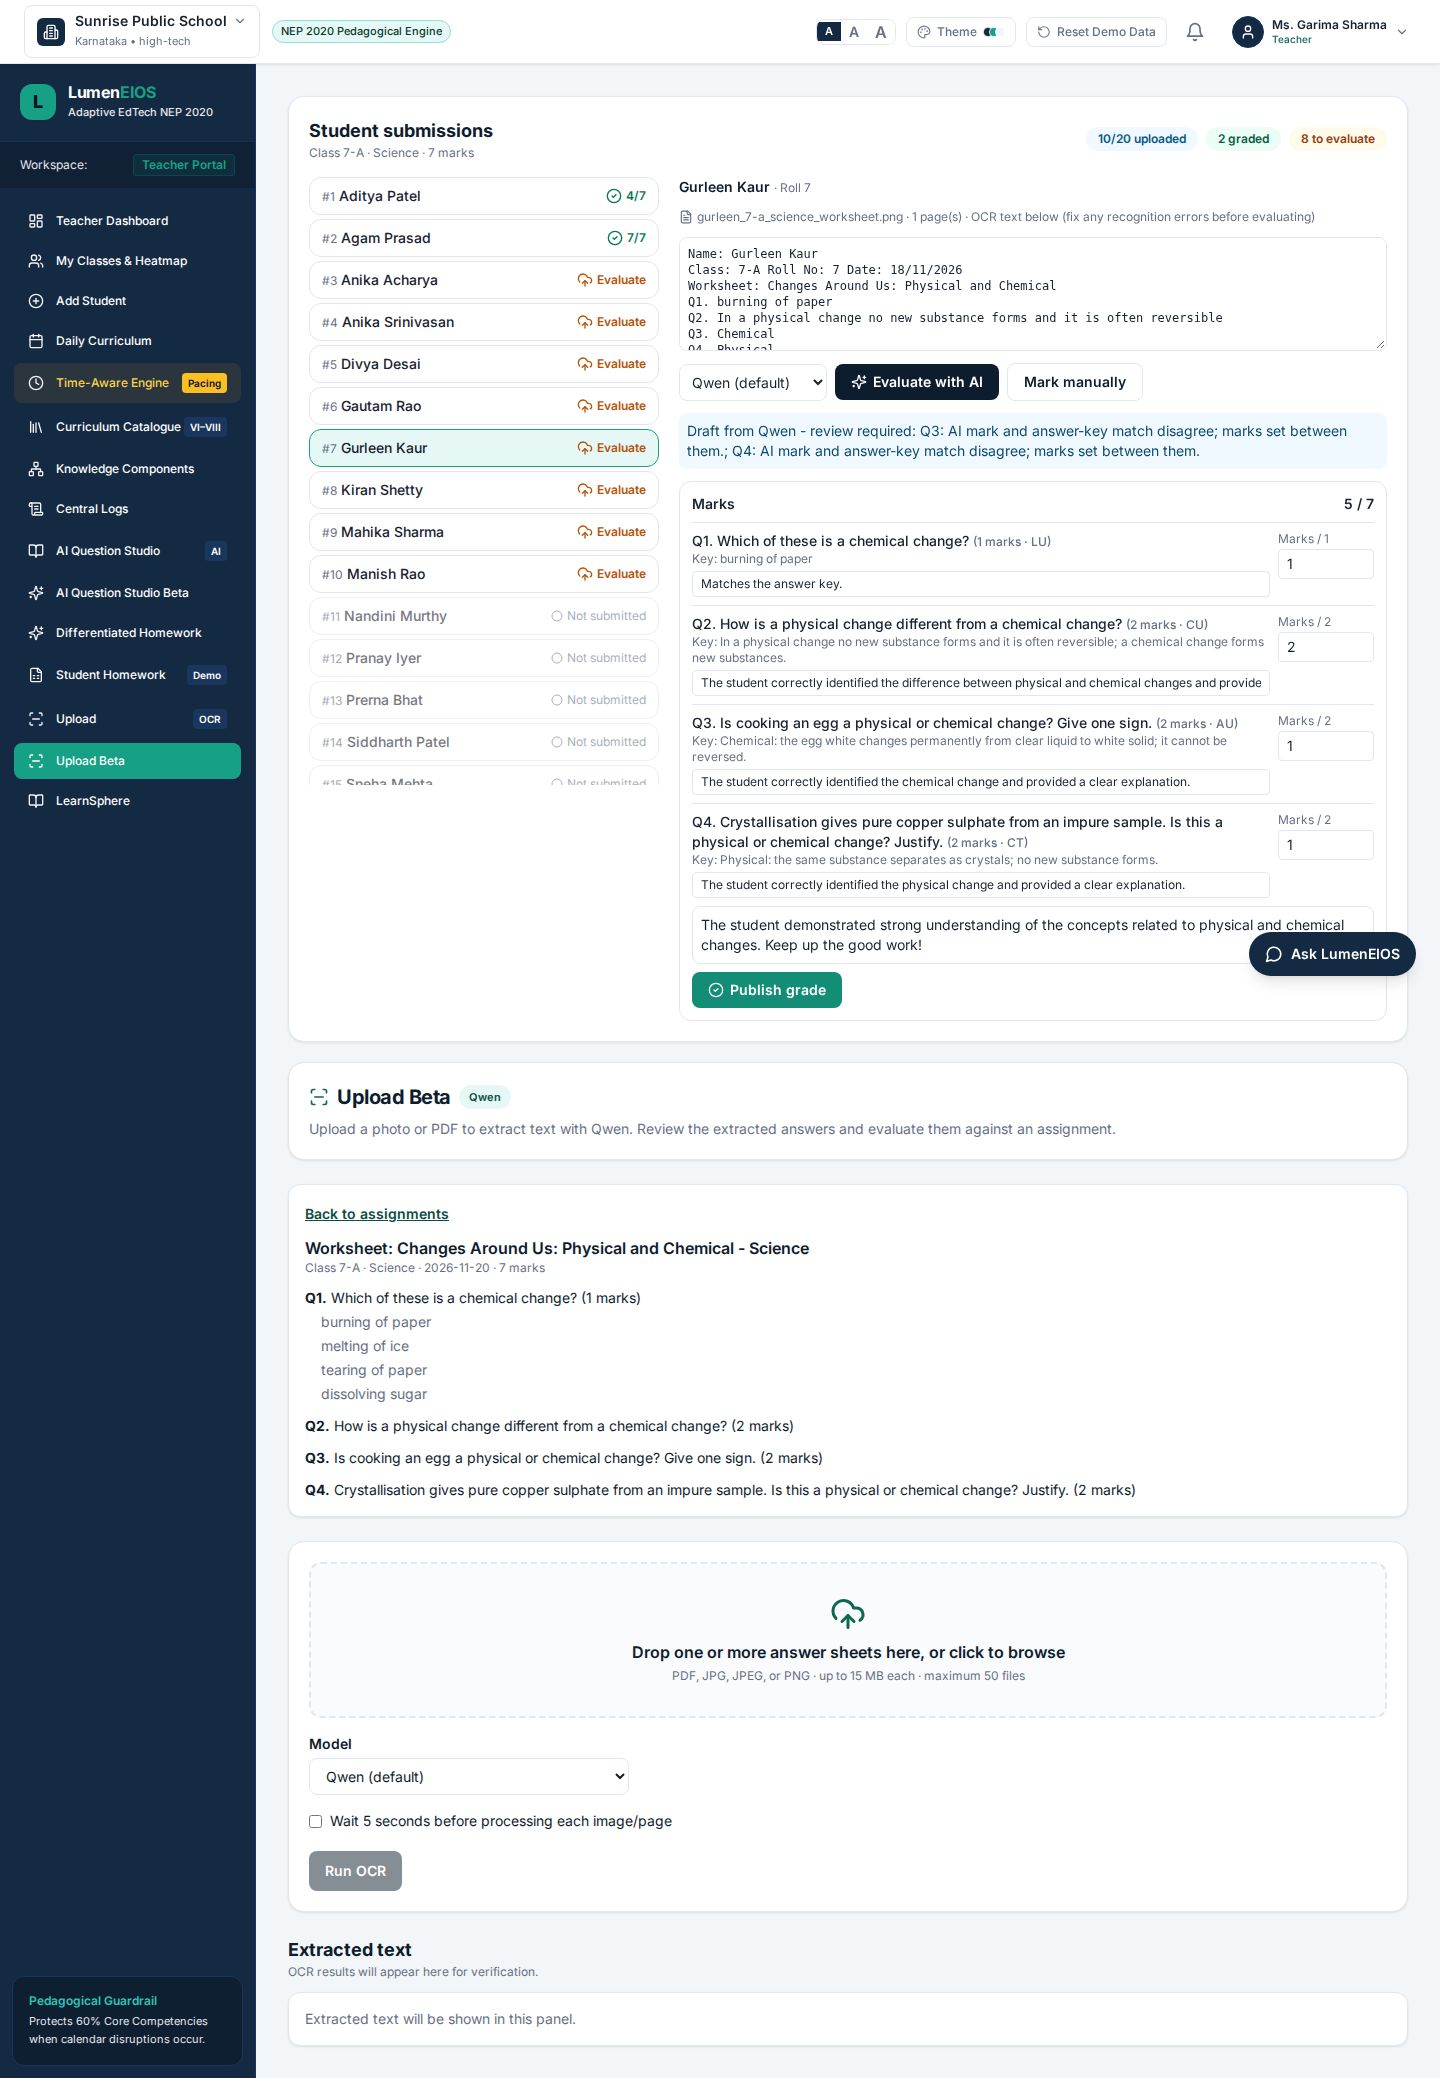 Sunrise Public School
Karnataka • high-tech
NEP 2020 Pedagogical Engine
A A A
Theme
Reset Demo Data
Ms. Garima Sharma
Teacher
L
LumenEIOS
Adaptive EdTech NEP 2020
Workspace:
Teacher Portal
Teacher Dashboard
My Classes & Heatmap
Add Student
Daily Curriculum
Time-Aware Engine
Pacing
Curriculum Catalogue
VI–VIII
Knowledge Components
Central Logs
AI Question Studio
AI
AI Question Studio Beta
Differentiated Homework
Student Homework
Demo
Upload
OCR
Upload Beta
LearnSphere
Pedagogical Guardrail
Protects 60% Core Competencies
when calendar disruptions occur.
Student submissions
Class 7-A · Science · 7 marks
10/20 uploaded
2 graded
8 to evaluate
#1 Aditya Patel
4/7
#2 Agam Prasad
7/7
#3 Anika Acharya
Evaluate
#4 Anika Srinivasan
Evaluate
#5 Divya Desai
Evaluate
#6 Gautam Rao
Evaluate
#7 Gurleen Kaur
Evaluate
#8 Kiran Shetty
Evaluate
#9 Mahika Sharma
Evaluate
#10 Manish Rao
Evaluate
#11 Nandini Murthy
Not submitted
#12 Pranay Iyer
Not submitted
#13 Prerna Bhat
Not submitted
#14 Siddharth Patel
Not submitted
#15 Sneha Mehta
Not submitted
Gurleen Kaur · Roll 7
gurleen_7-a_science_worksheet.png · 1 page(s) · OCR text below (fix any recognition errors before evaluating)
Name: Gurleen Kaur
Class: 7-A Roll No: 7 Date: 18/11/2026
Worksheet: Changes Around Us: Physical and Chemical
Q1. burning of paper
Q2. In a physical change no new substance forms and it is often reversible
Q3. Chemical
Q4. Physical
Qwen (default)
Evaluate with AI
Mark manually
Draft from Qwen - review required: Q3: AI mark and answer-key match disagree; marks set between
them.; Q4: AI mark and answer-key match disagree; marks set between them.
Marks
5 / 7
Q1. Which of these is a chemical change? (1 marks · LU)
Key: burning of paper
Matches the answer key.
Marks / 1
1
Q2. How is a physical change different from a chemical change? (2 marks · CU)
Key: In a physical change no new substance forms and it is often reversible; a chemical change forms
new substances.
The student correctly identified the difference between physical and chemical changes and provide
Marks / 2
2
Q3. Is cooking an egg a physical or chemical change? Give one sign. (2 marks · AU)
Key: Chemical: the egg white changes permanently from clear liquid to white solid; it cannot be
reversed.
The student correctly identified the chemical change and provided a clear explanation.
Marks / 2
1
Q4. Crystallisation gives pure copper sulphate from an impure sample. Is this a
physical or chemical change? Justify. (2 marks · CT)
Key: Physical: the same substance separates as crystals; no new substance forms.
The student correctly identified the physical change and provided a clear explanation.
Marks / 2
1
The student demonstrated strong understanding of the concepts related to physical and chemical
changes. Keep up the good work!
Ask LumenEIOS
Publish grade
Upload Beta
Qwen
Upload a photo or PDF to extract text with Qwen. Review the extracted answers and evaluate them against an assignment.
Back to assignments
Worksheet: Changes Around Us: Physical and Chemical - Science
Class 7-A · Science · 2026-11-20 · 7 marks
Q1. Which of these is a chemical change? (1 marks)
burning of paper
melting of ice
tearing of paper
dissolving sugar
Q2. How is a physical change different from a chemical change? (2 marks)
Q3. Is cooking an egg a physical or chemical change? Give one sign. (2 marks)
Q4. Crystallisation gives pure copper sulphate from an impure sample. Is this a physical or chemical change? Justify. (2 marks)
Drop one or more answer sheets here, or click to browse
PDF, JPG, JPEG, or PNG · up to 15 MB each · maximum 50 files
Model
Qwen (default)
Wait 5 seconds before processing each image/page
Run OCR
Extracted text
OCR results will appear here for verification.
Extracted text will be shown in this panel.